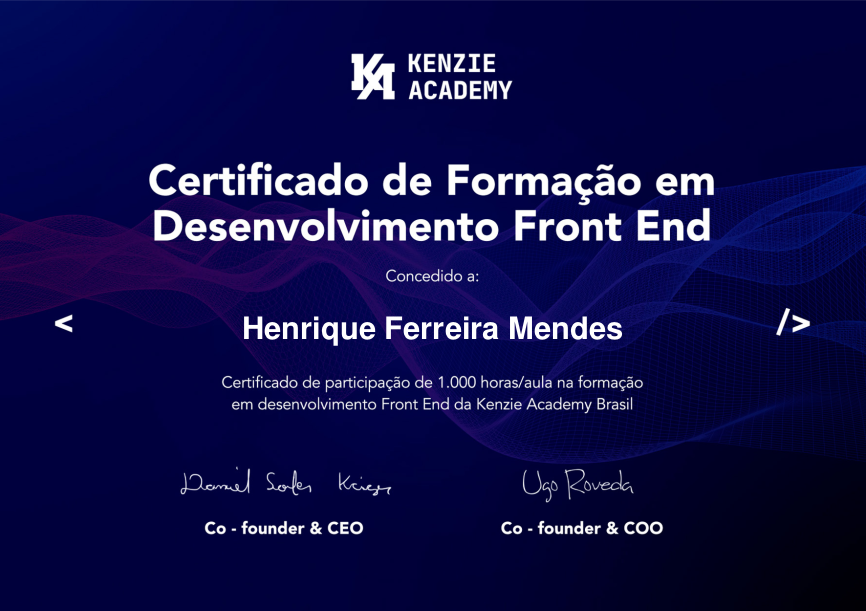 KENZIE
ACADEMY
Certificado de Formação em
Desenvolvimento Front End
Concedido a:
<
Henrique Ferreira Mendes
/>
Certificado de participação de 1.000 horas/aula na formação
em desenvolvimento Front End da Kenzie Academy Brasil
Daniel Kriger
Ugo Roveda
Co - founder & CEO
Co - founder & COO